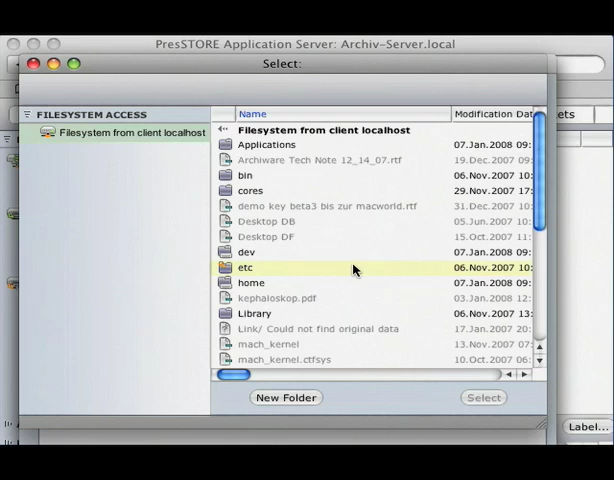 PresSTORE Application Server: Archiv-Server.local
Select:
FILESYSTEM ACCESS
Filesystem from client localhost
Name Modification Dat
Filesystem from client localhost
Applications 07.Jan.2008 09:
Archiware Tech Note 12_14_07.rtf 19.Dec.2007 09:
bin 06.Nov.2007 10:
cores 29.Nov.2007 17:
demo key beta3 bis zur macworld.rtf 31.Dec.2007 10:
Desktop DB 05.Jun.2007 10:
Desktop DF 15.Oct.2007 11:
dev 07.Jan.2008 09:
etc 06.Nov.2007 10:
home 07.Jan.2008 09:
kephaloskop.pdf 03.Jan.2008 12:
Library 06.Nov.2007 13:
Link/ Could not find original data 17.Jan.2007 20:
mach_kernel 13.Nov.2007 07:
mach_kernel.ctfsys 10.Oct.2007 06:
New Folder Select
ets
Label...